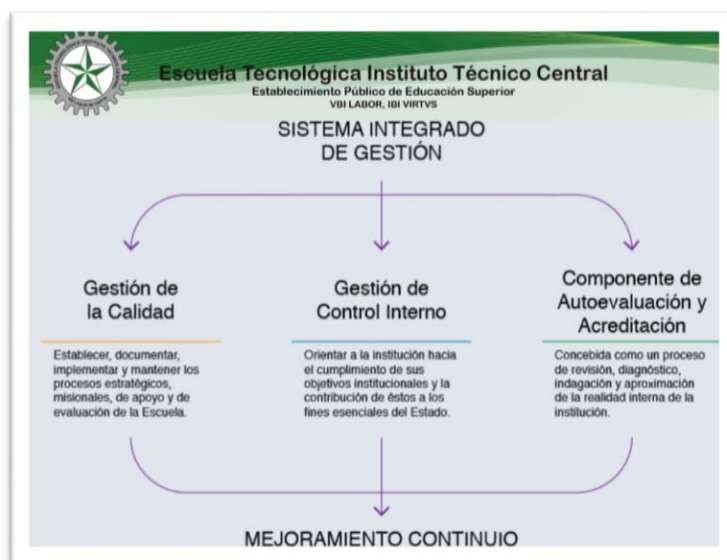 Escuela Tecnológica Instituto Técnico Central
Establecimiento Público de Educación Superior
VBI LABOR, IBI VIRTVS
SISTEMA INTEGRADO
DE GESTIÓN
Gestión de
la Calidad
Establecer, documentar,
implementar y mantener los
procesos estratégicos,
misionales, de apoyo y de
evaluación de la Escuela.
Gestión de
Control Interno
Orientar a la institución hacia
el cumplimiento de sus
objetivos institucionales y la
contribución de éstos a los
fines esenciales del Estado.
Componente de
Autoevaluación y
Acreditación
Concebida como un proceso
de revisión, diagnóstico,
indagación y aproximación
de la realidad interna de la
institución.
MEJORAMIENTO CONTINUIO